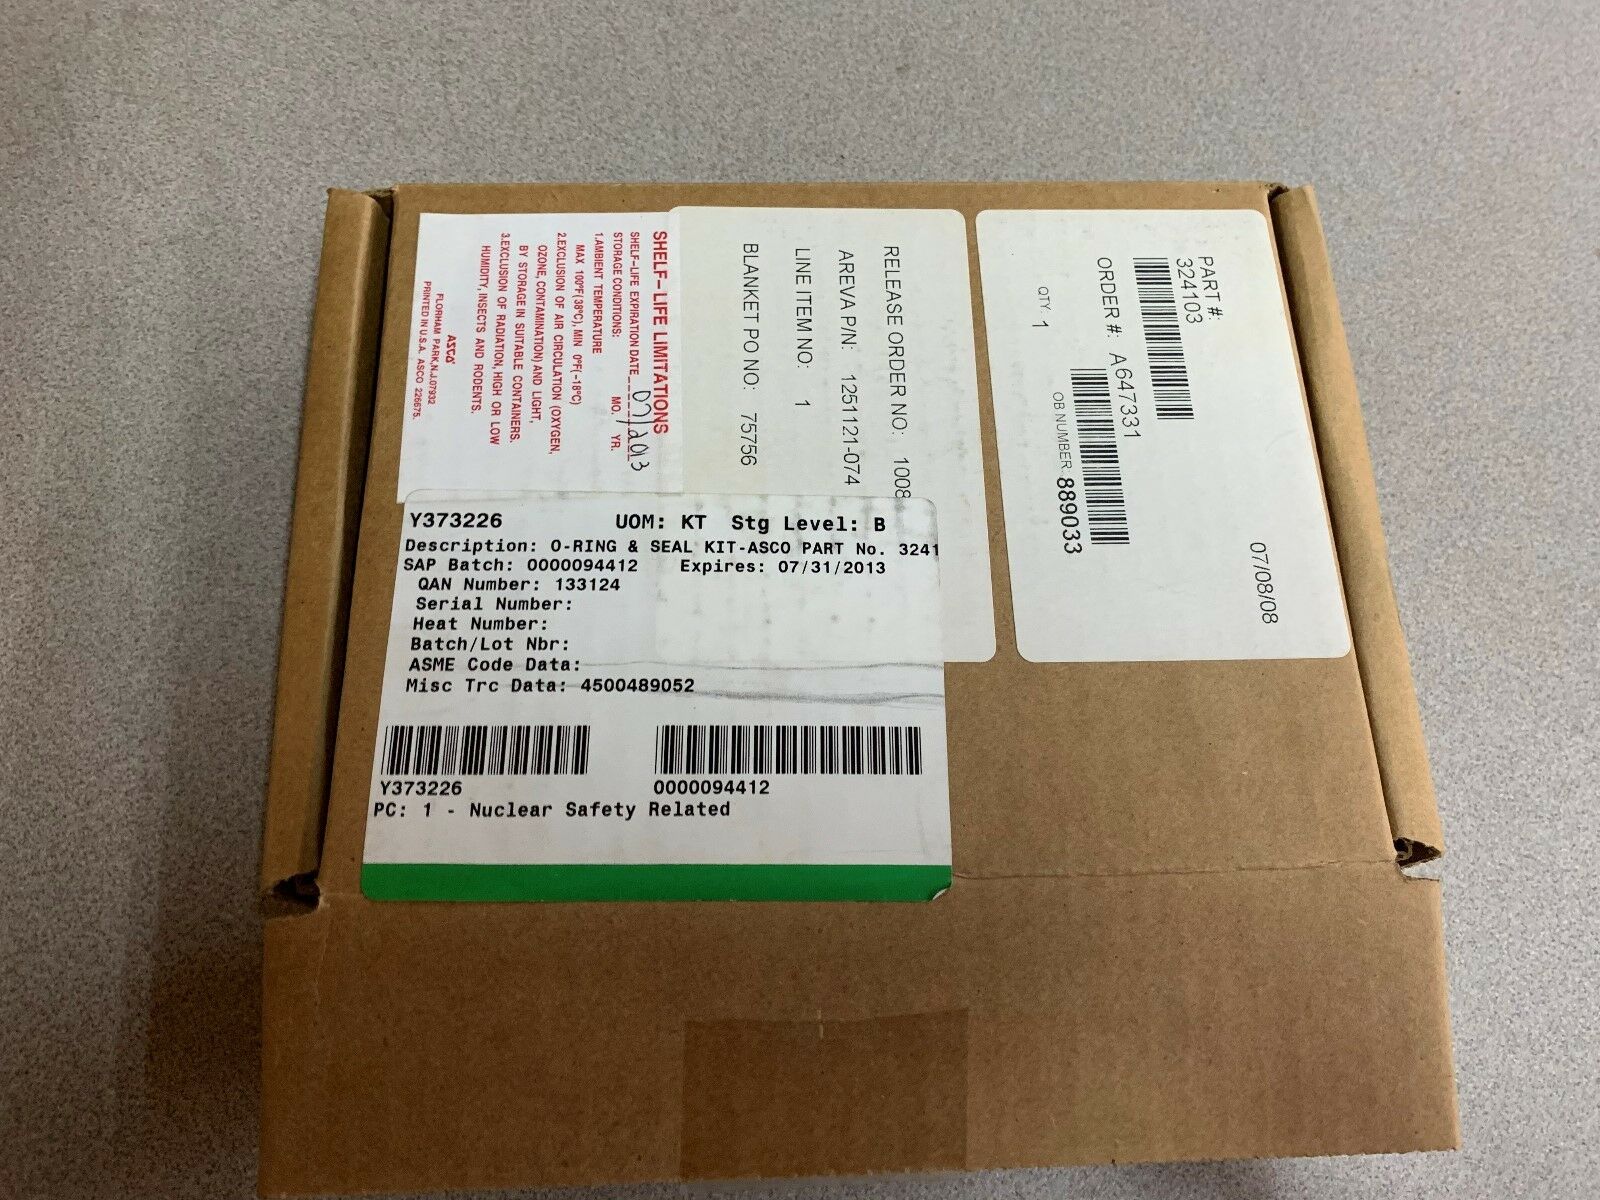 SHELF-LIFE LIMITATIONS
SHELF-LIFE EXPIRATION DATE 07/2013
MO. YR.
STORAGE CONDITIONS:
1.AMBIENT TEMPERATURE
MAX 100°F(38°C), MIN 0°F(-18°C)
2.EXCLUSION OF AIR CIRCULATION (OXYGEN,
OZONE, CONTAMINATION) AND LIGHT,
BY STORAGE IN SUITABLE CONTAINERS.
3.EXCLUSION OF RADIATION, HIGH OR LOW
HUMIDITY, INSECTS AND RODENTS.
ASCO
FLORHAM PARK,N.J.07932
PRINTED IN U.S.A. ASCO 226675.
RELEASE ORDER NO: 1008
AREVA P/N: 1251121-074
LINE ITEM NO: 1
BLANKET PO NO: 75756
07/08/08
PART #:
324103
ORDER #: A647331
OB NUMBER: 889033
QTY. 1
Y373226 UOM: KT Stg Level: B
Description: O-RING & SEAL KIT-ASCO PART No. 3241
SAP Batch: 0000094412 Expires: 07/31/2013
QAN Number: 133124
Serial Number:
Heat Number:
Batch/Lot Nbr:
ASME Code Data:
Misc Trc Data: 4500489052
Y373226 0000094412
PC: 1 - Nuclear Safety Related